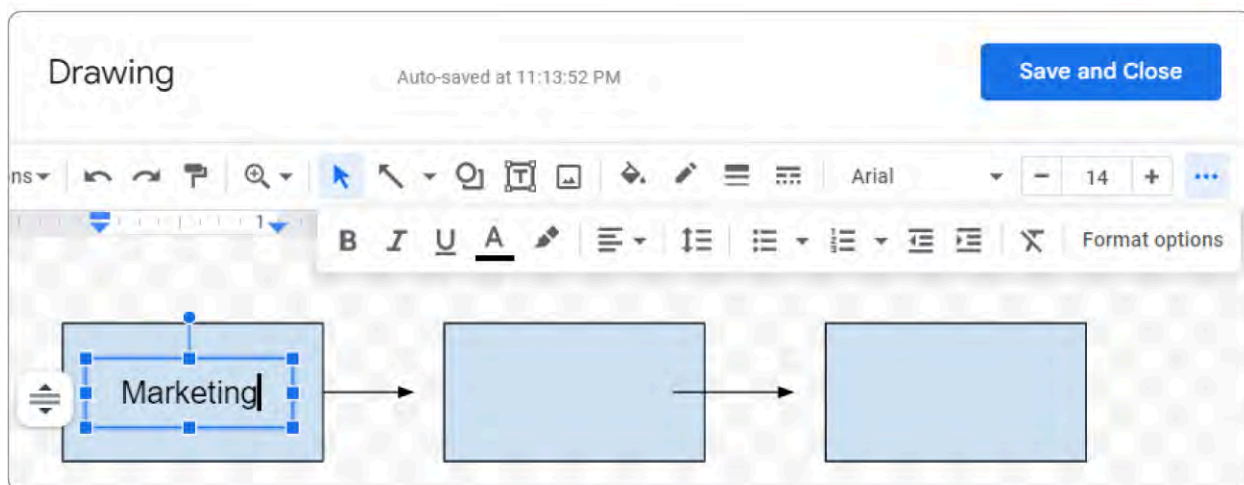 Drawing Auto-saved at 11:13:52 PM Save and Close
ns Arial - 14 + ...
1
B I U A Format options
Marketing